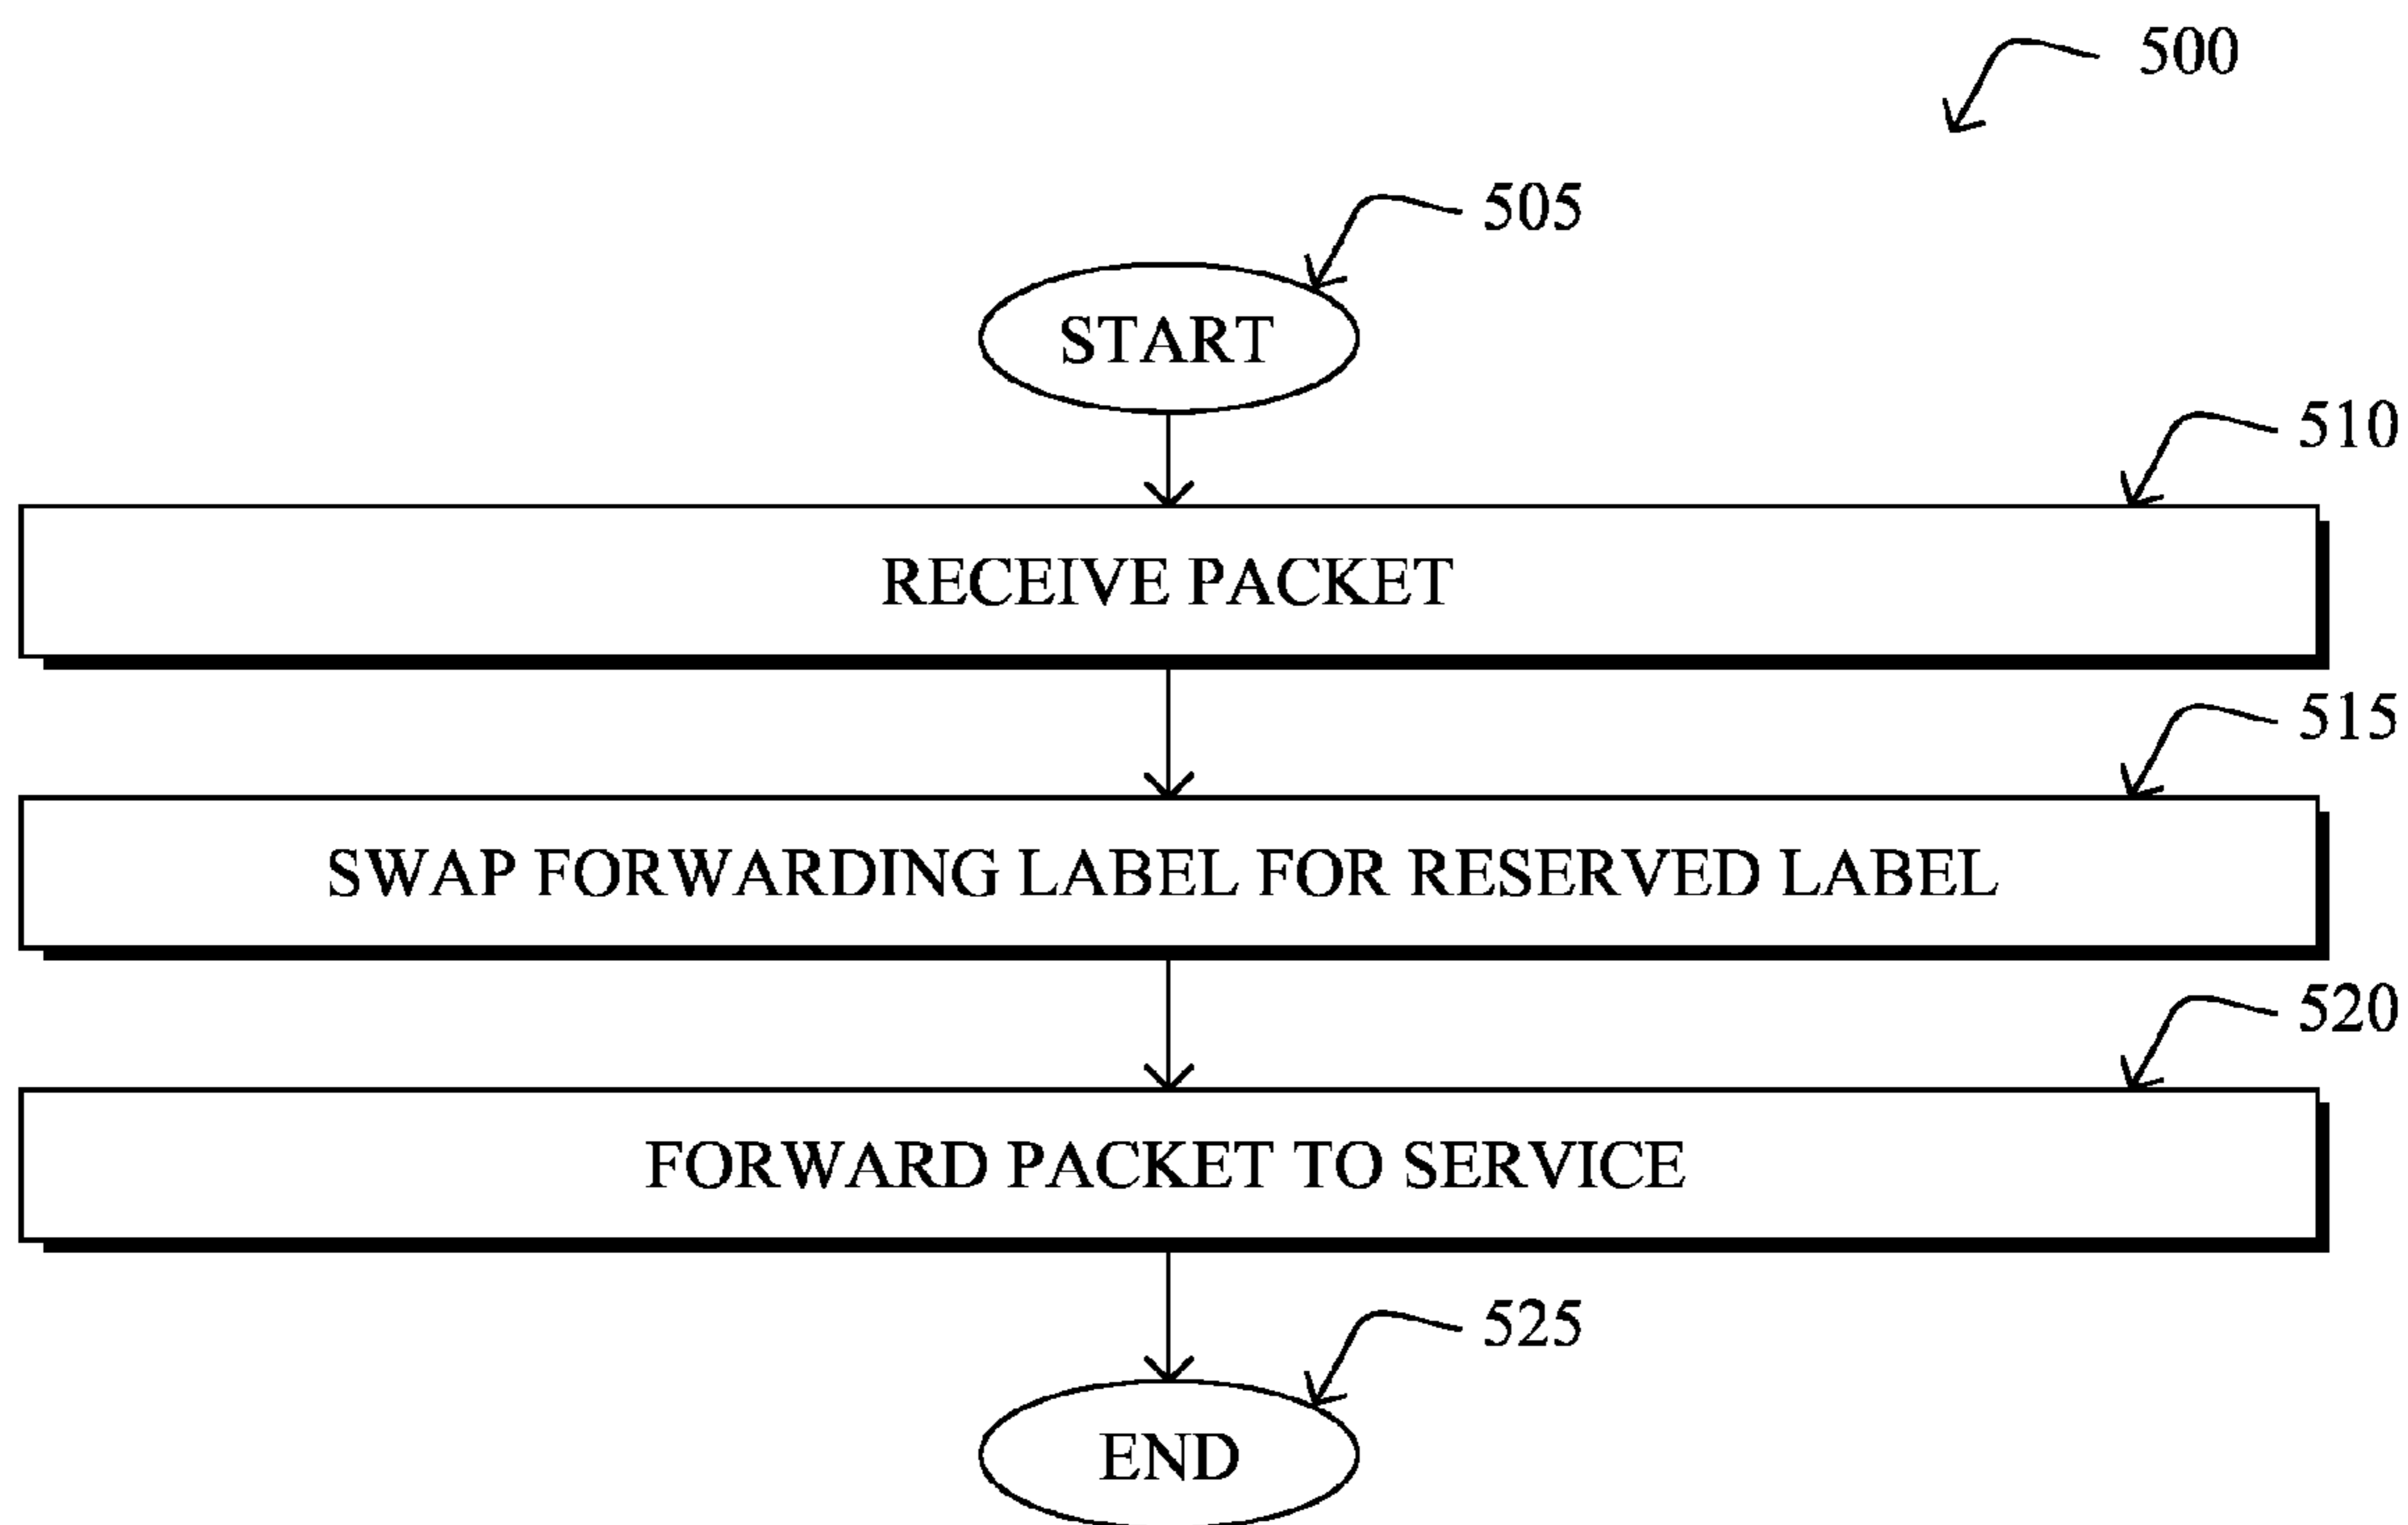 500
505
START
510
RECEIVE PACKET
515
SWAP FORWARDING LABEL FOR RESERVED LABEL
520
FORWARD PACKET TO SERVICE
525
END